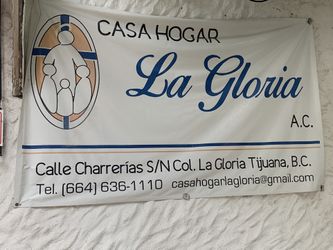 CASA HOGAR
La Gloria
A.C.
Calle Charrerías S/N Col. La Gloria Tijuana, B.C.
Tel. (664) 636-1110 casahogarlagloria@gmail.com